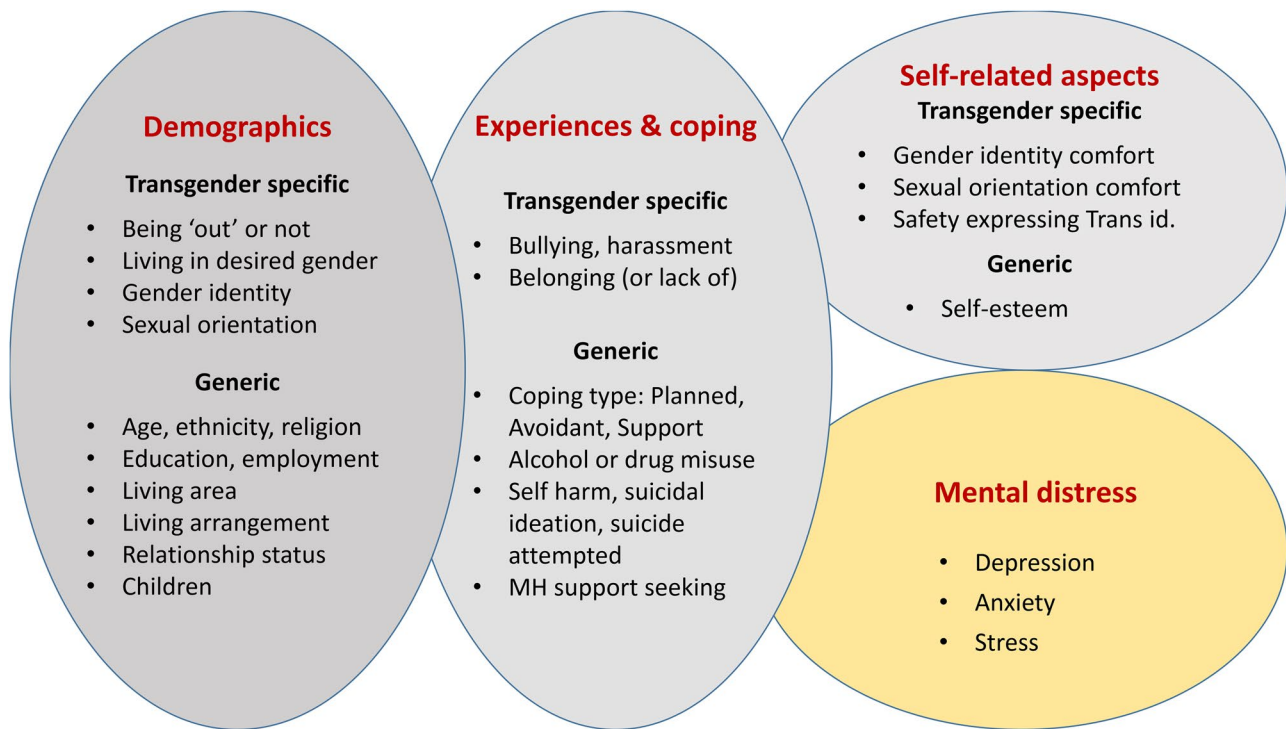 Demographics
Transgender specific
• Being ‘out’ or not
• Living in desired gender
• Gender identity
• Sexual orientation
Generic
• Age, ethnicity, religion
• Education, employment
• Living area
• Living arrangement
• Relationship status
• Children
Experiences & coping
Transgender specific
• Bullying, harassment
• Belonging (or lack of)
Generic
• Coping type: Planned,
Avoidant, Support
• Alcohol or drug misuse
• Self harm, suicidal
ideation, suicide
attempted
• MH support seeking
Self-related aspects
Transgender specific
• Gender identity comfort
• Sexual orientation comfort
• Safety expressing Trans id.
Generic
• Self-esteem
Mental distress
• Depression
• Anxiety
• Stress